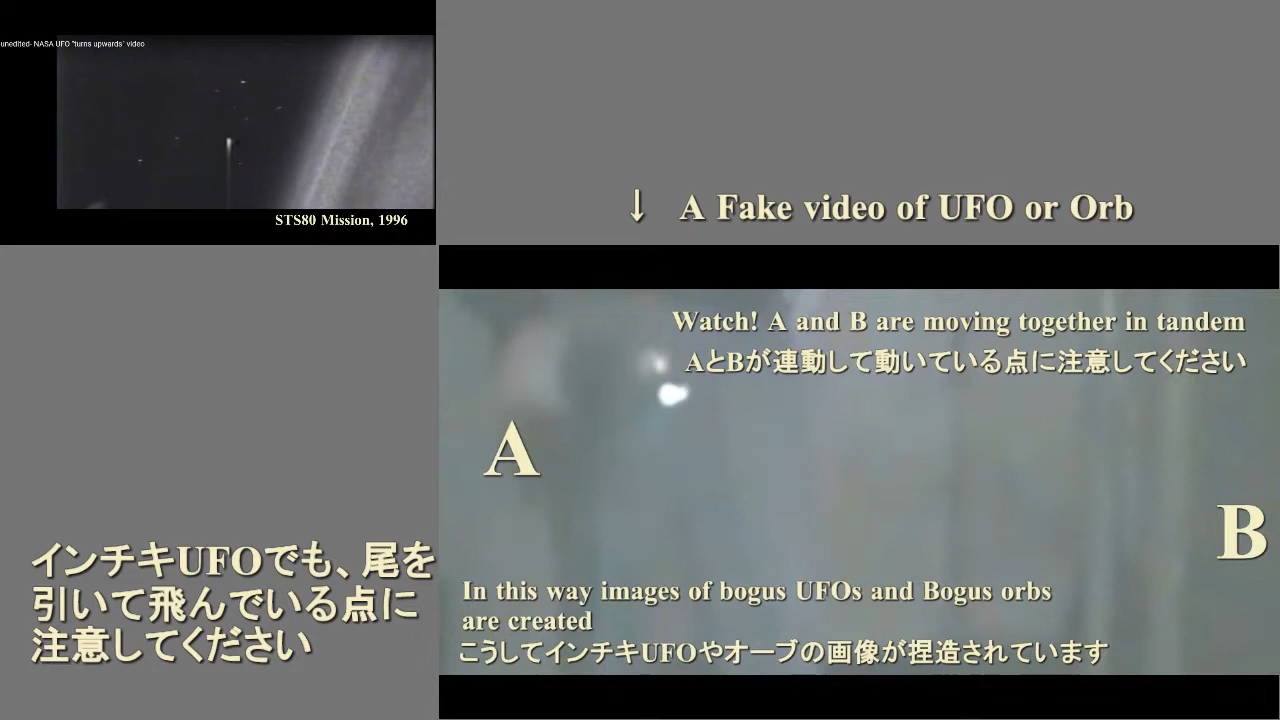 unedited- NASA UFO "turns upwards" video
STS80 Mission, 1996
↓ A Fake video of UFO or Orb
Watch! A and B are moving together in tandem
AとBが連動して動いている点に注意してください
A
B
インチキUFOでも、尾を
引いて飛んでいる点に
注意してください
In this way images of bogus UFOs and Bogus orbs
are created
こうしてインチキUFOやオーブの画像が捏造されています